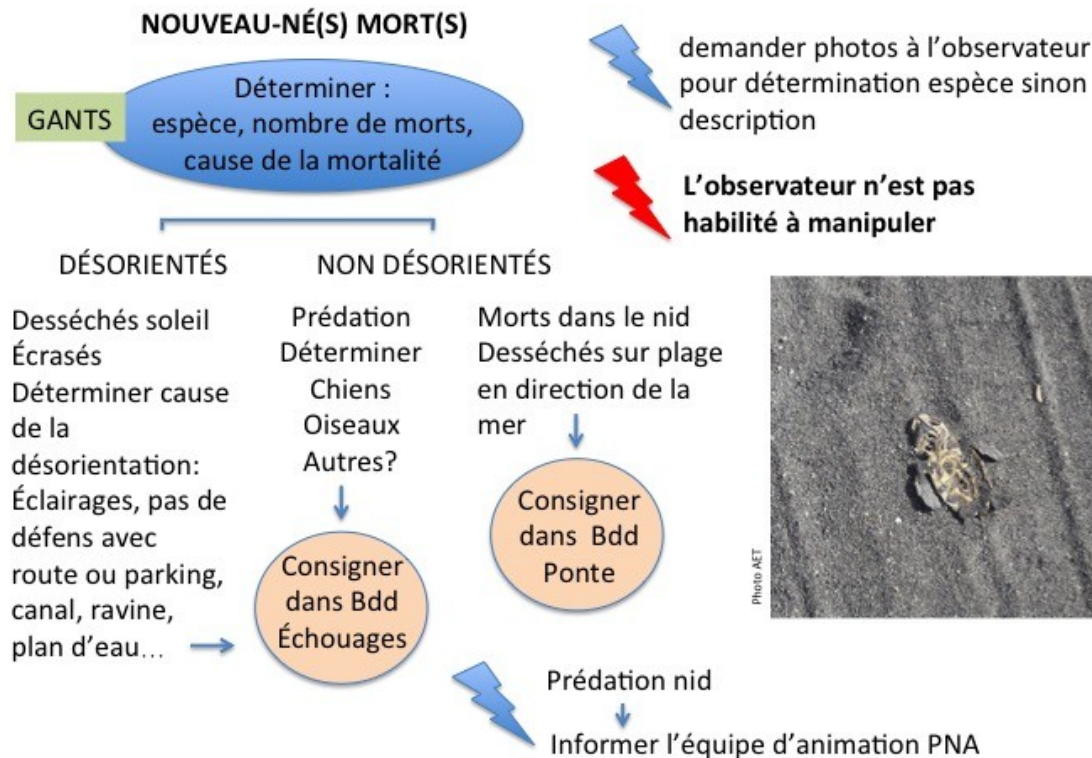 NOUVEAU-NÉ(S) MORT(S)
GANTS
Déterminer :
espèce, nombre de morts,
cause de la mortalité
demander photos à l’observateur
pour détermination espèce sinon
description
L’observateur n’est pas
habilité à manipuler
DÉSORIENTÉS
Desséchés soleil
Écrasés
Déterminer cause
de la
désorientation:
Éclairages, pas de
défens avec
route ou parking,
canal, ravine,
plan d’eau…
NON DÉSORIENTÉS
Prédation
Déterminer
Chiens
Oiseaux
Autres?
Consigner
dans Bdd
Échouages
Morts dans le nid
Desséchés sur plage
en direction de la
mer
Consigner
dans Bdd
Ponte
Photo AET
Prédation nid
Informer l’équipe d’animation PNA